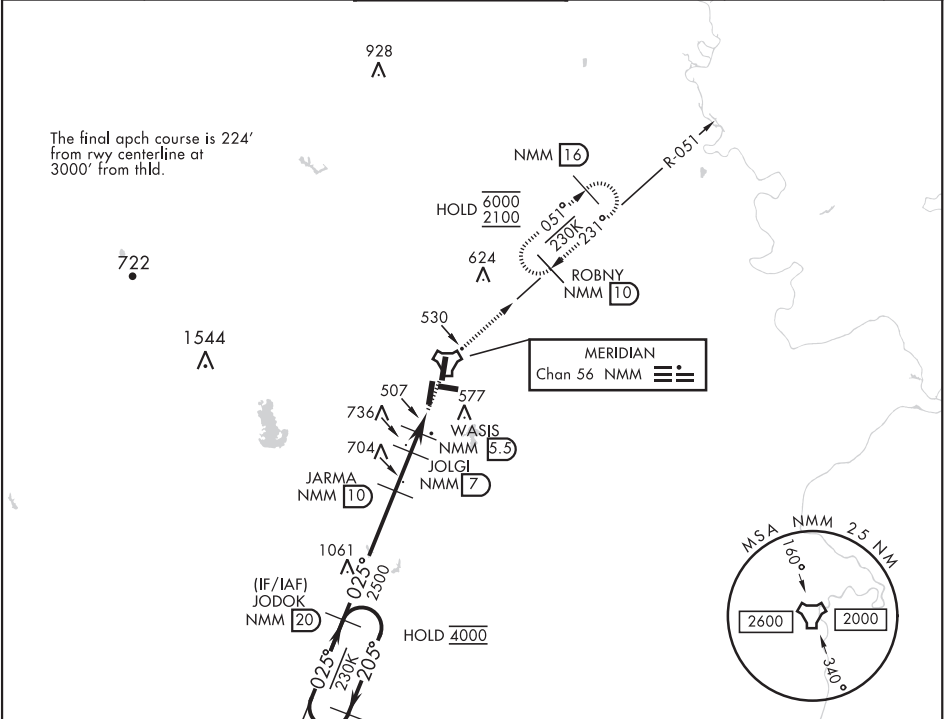 928
The final apch course is 224'
from rwy centerline at
3000' from thld.
NMM 16
R-051
HOLD 6000
2100
051°
230K
231°
722
624
ROBNY
NMM 10
1544
530
MERIDIAN
Chan 56 NMM
507
577
736
WASIS
NMM 5.5
704
JOLGI
NMM 7
JARMA
NMM 10
1061
025°
2500
(IF/IAF)
JODOK
NMM 20
HOLD 4000
025°
230K
205°
MSA NMM 25 NM
160°
2600
2000
340°